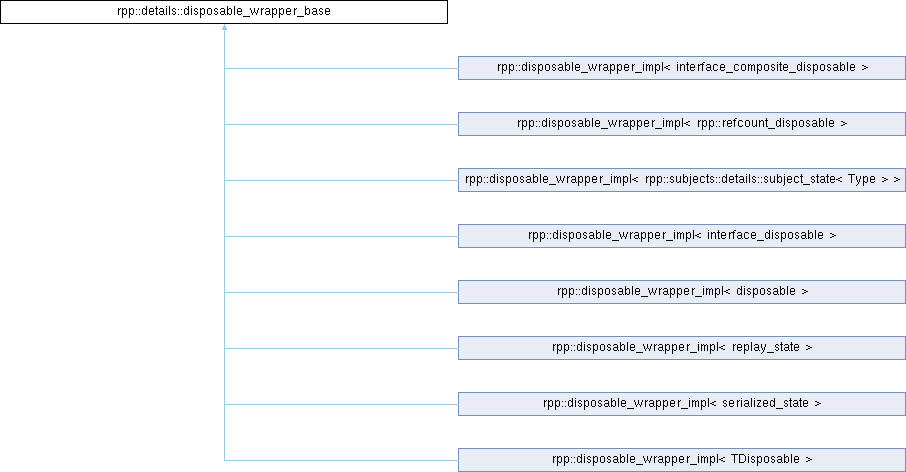 rpp::details::disposable_wrapper_base
rpp::disposable_wrapper_impl< interface_composite_disposable >
rpp::disposable_wrapper_impl< rpp::refcount_disposable >
rpp::disposable_wrapper_impl< rpp::subjects::details::subject_state< Type > >
rpp::disposable_wrapper_impl< interface_disposable >
rpp::disposable_wrapper_impl< disposable >
rpp::disposable_wrapper_impl< replay_state >
rpp::disposable_wrapper_impl< serialized_state >
rpp::disposable_wrapper_impl< TDisposable >